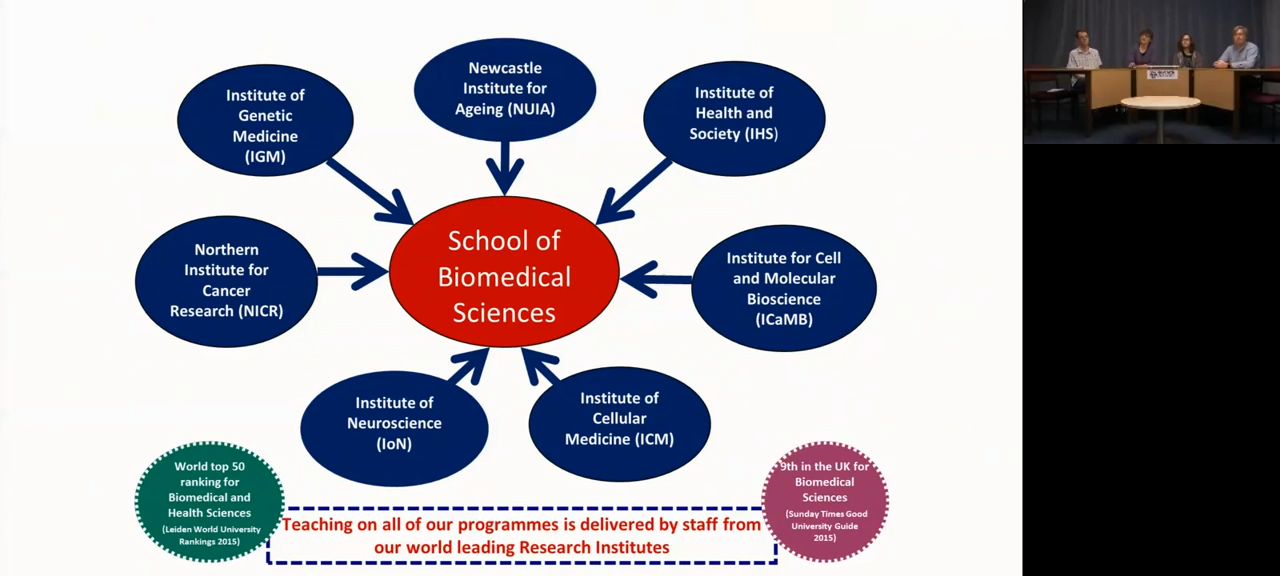 Newcastle
Institute for
Ageing (NUIA)
Institute of
Genetic
Medicine
(IGM)
Institute of
Health and
Society (IHS)
School of
Biomedical
Sciences
Northern
Institute for
Cancer
Research (NICR)
Institute for Cell
and Molecular
Bioscience
(ICaMB)
Institute of
Neuroscience
(IoN)
Institute of
Cellular
Medicine (ICM)
World top 50
ranking for
Biomedical and
Health Sciences
(Leiden World University
Rankings 2015)
9th in the UK for
Biomedical
Sciences
(Sunday Times Good
University Guide
2015)
Teaching on all of our programmes is delivered by staff from
our world leading Research Institutes